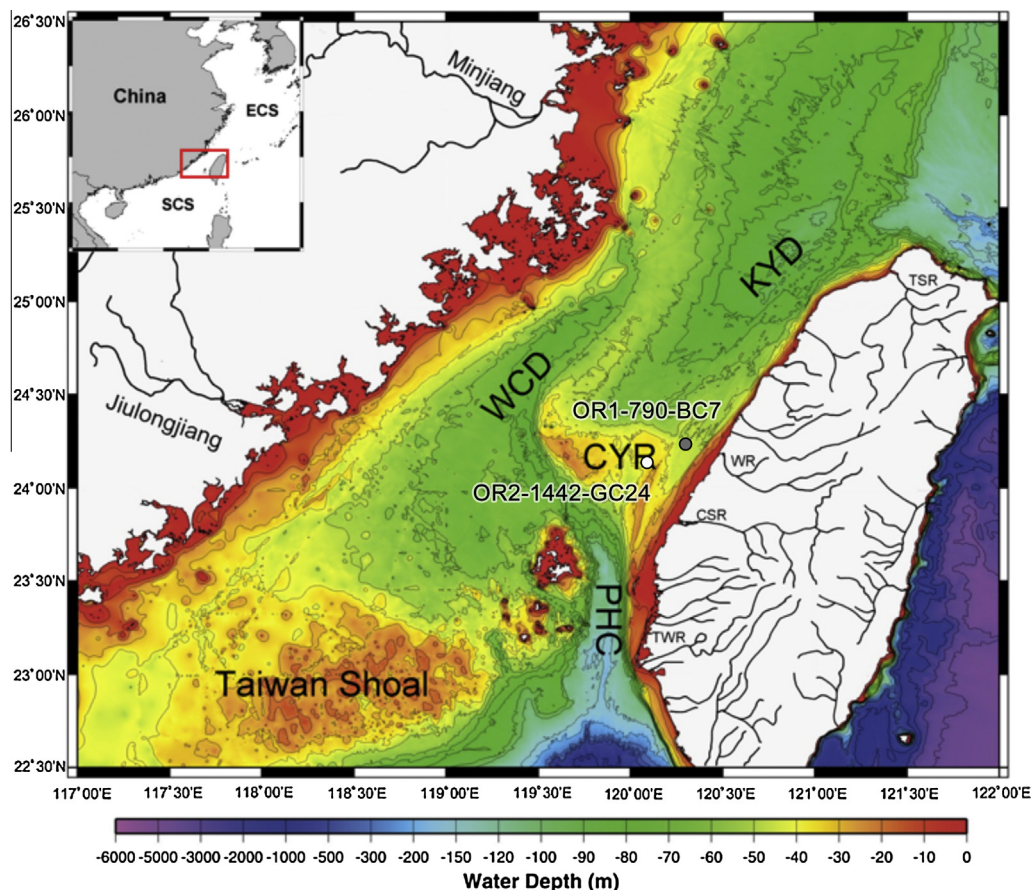 26˚30'N
26˚00'N
25˚30'N
25˚00'N
24˚30'N
24˚00'N
23˚30'N
23˚00'N
22˚30'N
China
ECS
SCS
Minjiang
Jiulongjiang
KYD
WCD
TSR
OR1-790-BC7
CYR
WR
OR2-1442-GC24
CSR
PHC
TWR
Taiwan Shoal
117˚00'E 117˚30'E 118˚00'E 118˚30'E 119˚00'E 119˚30'E 120˚00'E 120˚30'E 121˚00'E 121˚30'E 122˚00'E
-6000 -5000 -3000 -2000 -1000 -500 -200 -150 -120 -100 -90 -80 -70 -60 -50 -40 -30 -20 -10 0
Water Depth (m)